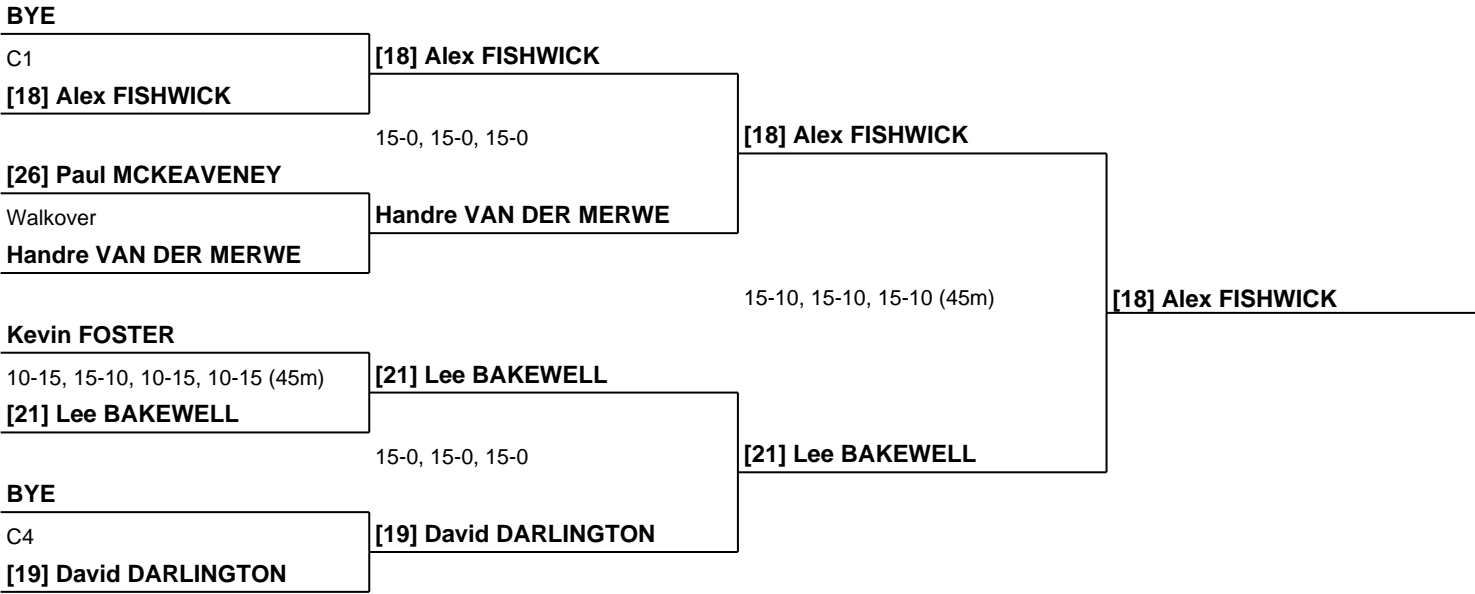 BYE
C1
[18] Alex FISHWICK
[18] Alex FISHWICK
15-0, 15-0, 15-0
[18] Alex FISHWICK
[26] Paul MCKEAVENEY
Walkover
Handre VAN DER MERWE
Handre VAN DER MERWE
15-10, 15-10, 15-10 (45m)
[18] Alex FISHWICK
Kevin FOSTER
10-15, 15-10, 10-15, 10-15 (45m)
[21] Lee BAKEWELL
[21] Lee BAKEWELL
15-0, 15-0, 15-0
[21] Lee BAKEWELL
BYE
C4
[19] David DARLINGTON
[19] David DARLINGTON